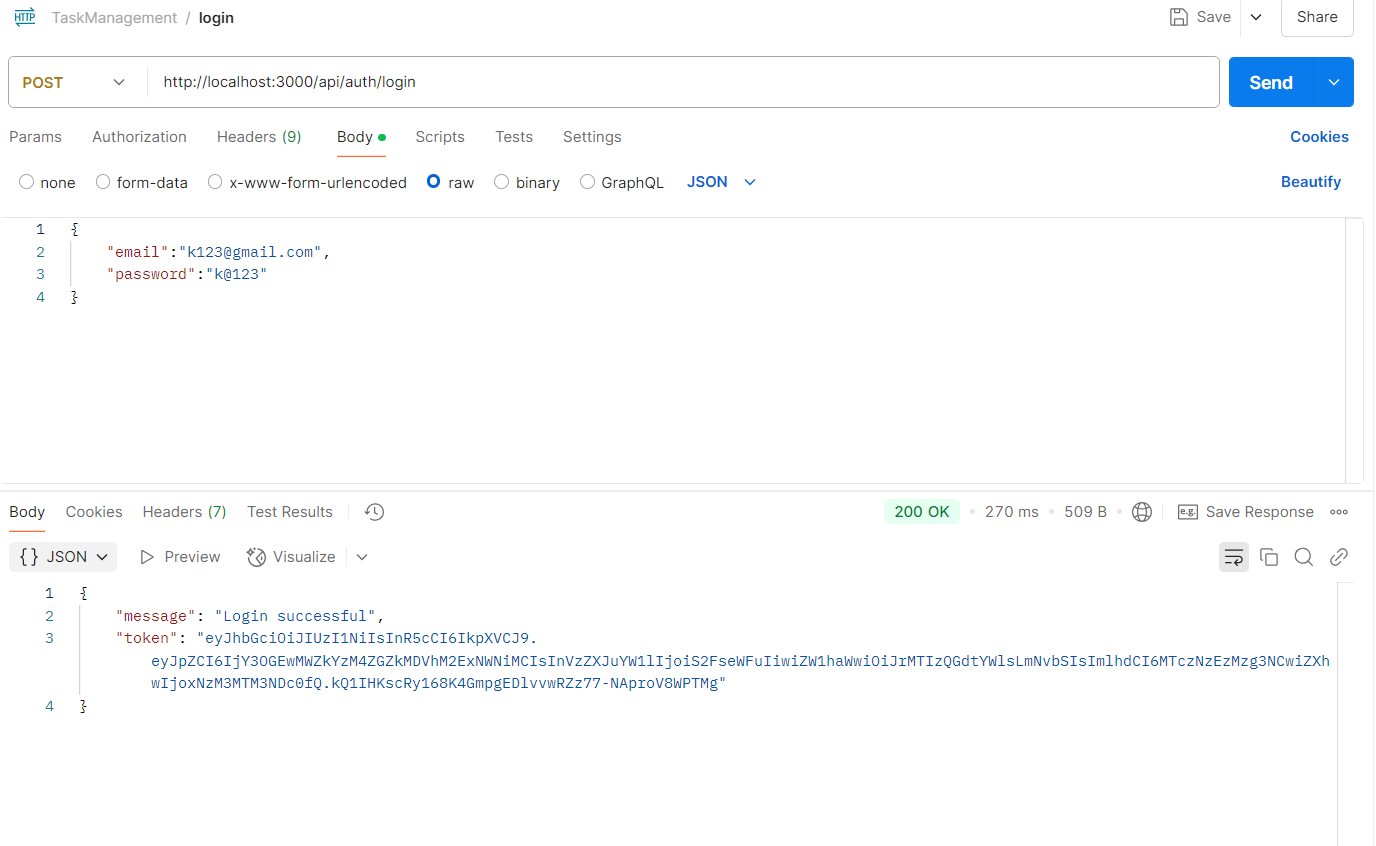 HTTP TaskManagement / login Save Share
POST http://localhost:3000/api/auth/login Send
Params Authorization Headers (9) Body Scripts Tests Settings Cookies
none form-data x-www-form-urlencoded raw binary GraphQL JSON Beautify
1 {
2 "email":"k123@gmail.com",
3 "password":"k@123"
4 }
Body Cookies Headers (7) Test Results 200 OK 270 ms 509 B e.g. Save Response
{} JSON Preview Visualize
1 {
2 "message": "Login successful",
3 "token": "eyJhbGciOiJIUzI1NiIsInR5cCI6IkpXVCJ9.
eyJpZCI6IjY3OGEwMWZkYzM4ZGZkMDVhM2ExNWNiMCIsInVzZXJuYW1lIjoiS2FseWFuIiwiZW1haWwiOiJrMTIzQGdtYWlsLmNvbSIsImlhdCI6MTczNzEzMzg3NCwiZXh
wIjoxNzM3MTM3NDc0fQ.kQ1IHKscRy168K4GmpgEDlvvwRZz77-NAproV8WPTMg"
4 }